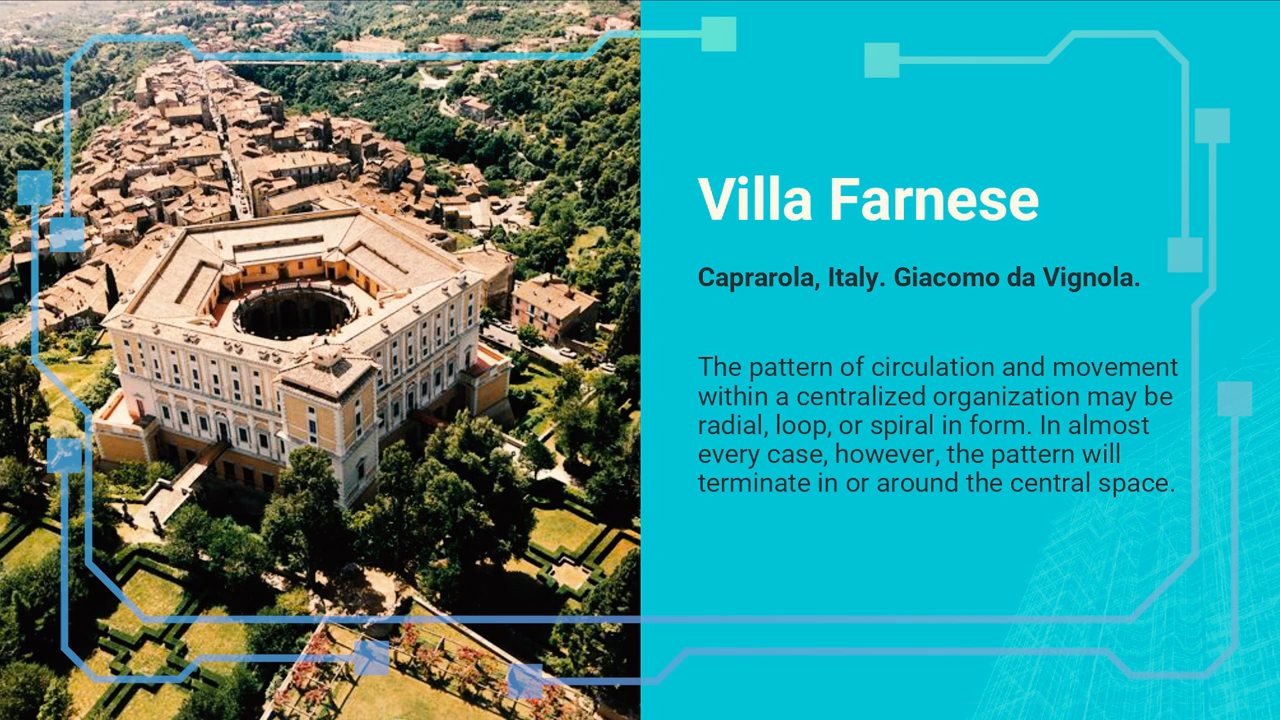 Villa Farnese
Caprarola, Italy. Giacomo da Vignola.
The pattern of circulation and movement
within a centralized organization may be
radial, loop, or spiral in form. In almost
every case, however, the pattern will
terminate in or around the central space.